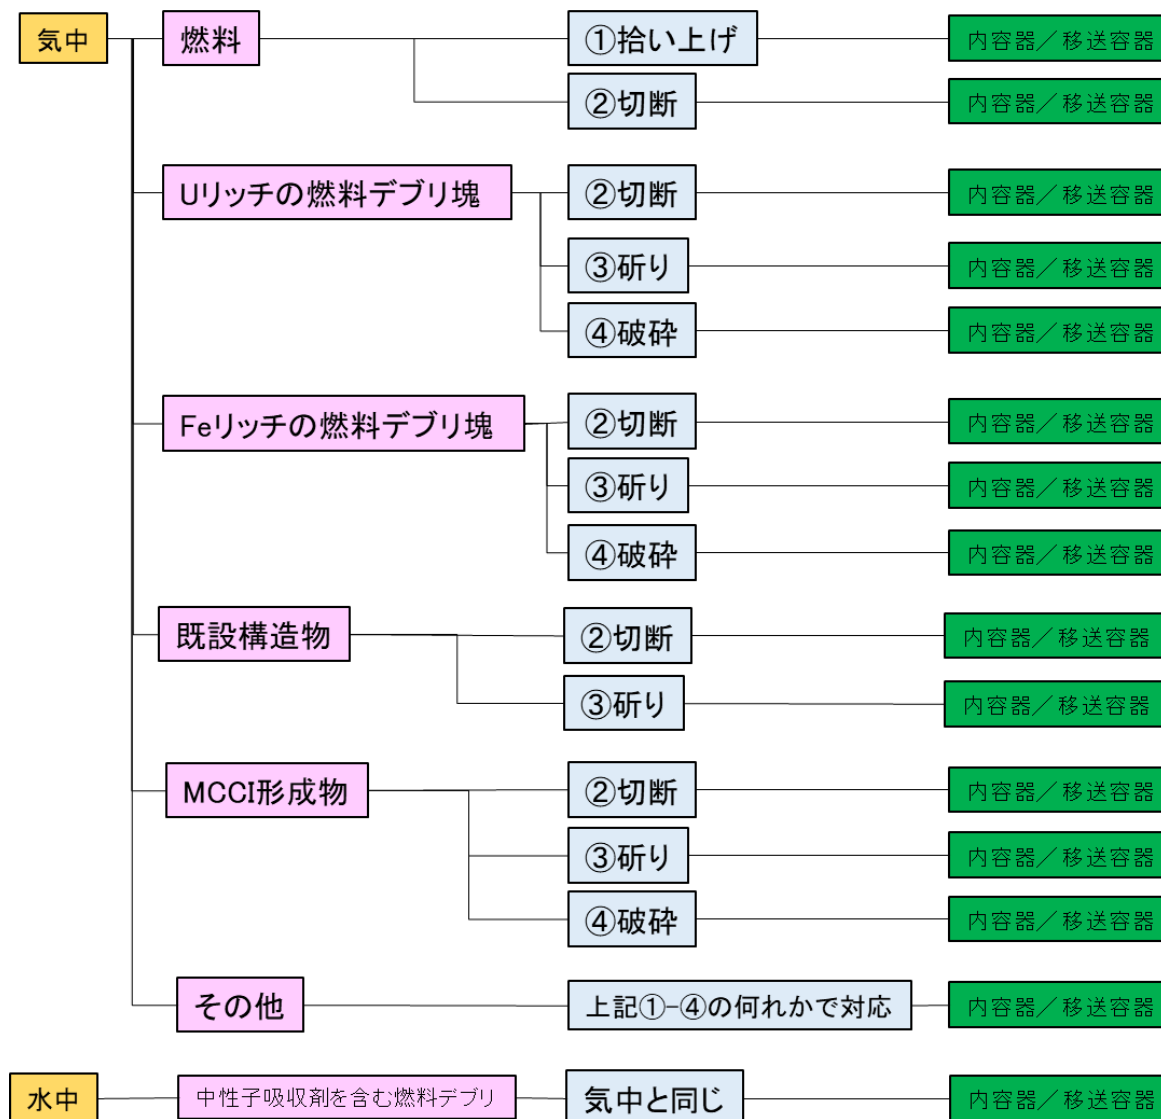 気中
燃料
①拾い上げ
内容器／移送容器
②切断
内容器／移送容器
Uリッチの燃料デブリ塊
②切断
内容器／移送容器
③斫り
内容器／移送容器
④破砕
内容器／移送容器
Feリッチの燃料デブリ塊
②切断
内容器／移送容器
③斫り
内容器／移送容器
④破砕
内容器／移送容器
既設構造物
②切断
内容器／移送容器
③斫り
内容器／移送容器
MCCI形成物
②切断
内容器／移送容器
③斫り
内容器／移送容器
④破砕
内容器／移送容器
その他
上記①-④の何れかで対応
内容器／移送容器
水中
中性子吸収剤を含む燃料デブリ
気中と同じ
内容器／移送容器